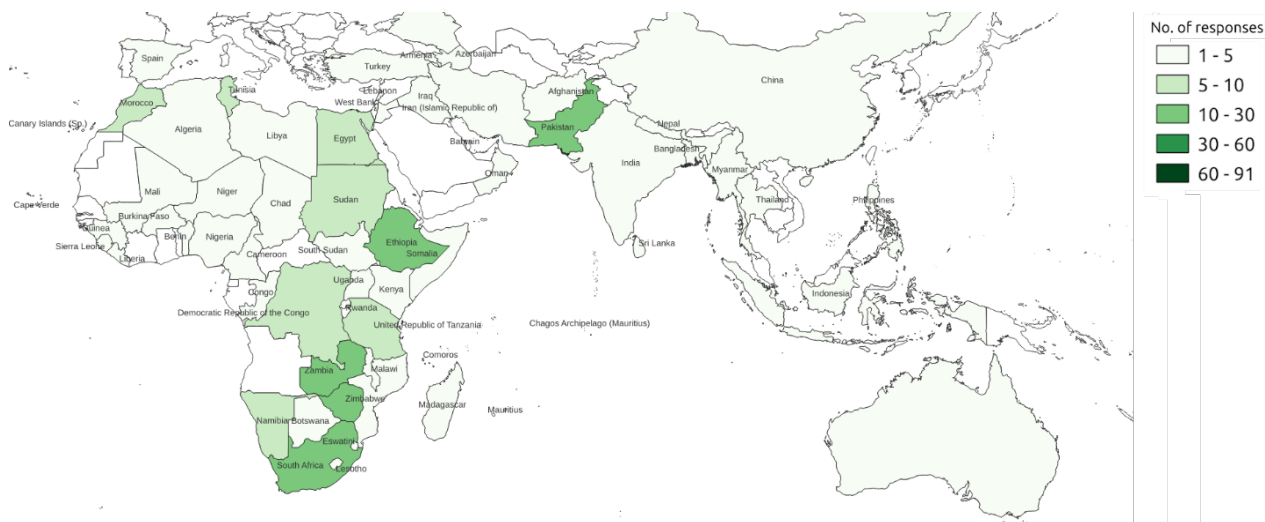 No. of responses
1 - 5
5 - 10
10 - 30
30 - 60
60 - 91
Spain
Armenia
Azerbaijan
Turkey
China
Tunisia
Lebanon
Afghanistan
Iraq
West Bank
Iran (Islamic Republic of)
Morocco
Canary Islands (Sp.)
Algeria
Libya
Egypt
Pakistan
Nepal
Bahrain
Bangladesh
India
Oman
Myanmar
Mali
Niger
Chad
Sudan
Thailand
Philippines
Cape Verde
Burkina Faso
Guinea
Benin
Nigeria
Ethiopia
Sierra Leone
Liberia
Cameroon
South Sudan
Somalia
Sri Lanka
Uganda
Congo
Kenya
Indonesia
Rwanda
Democratic Republic of the Congo
United Republic of Tanzania
Chagos Archipelago (Mauritius)
Comoros
Zambia
Malawi
Zimbabwe
Madagascar
Mauritius
Namibia
Botswana
Eswatini
South Africa
Lesotho